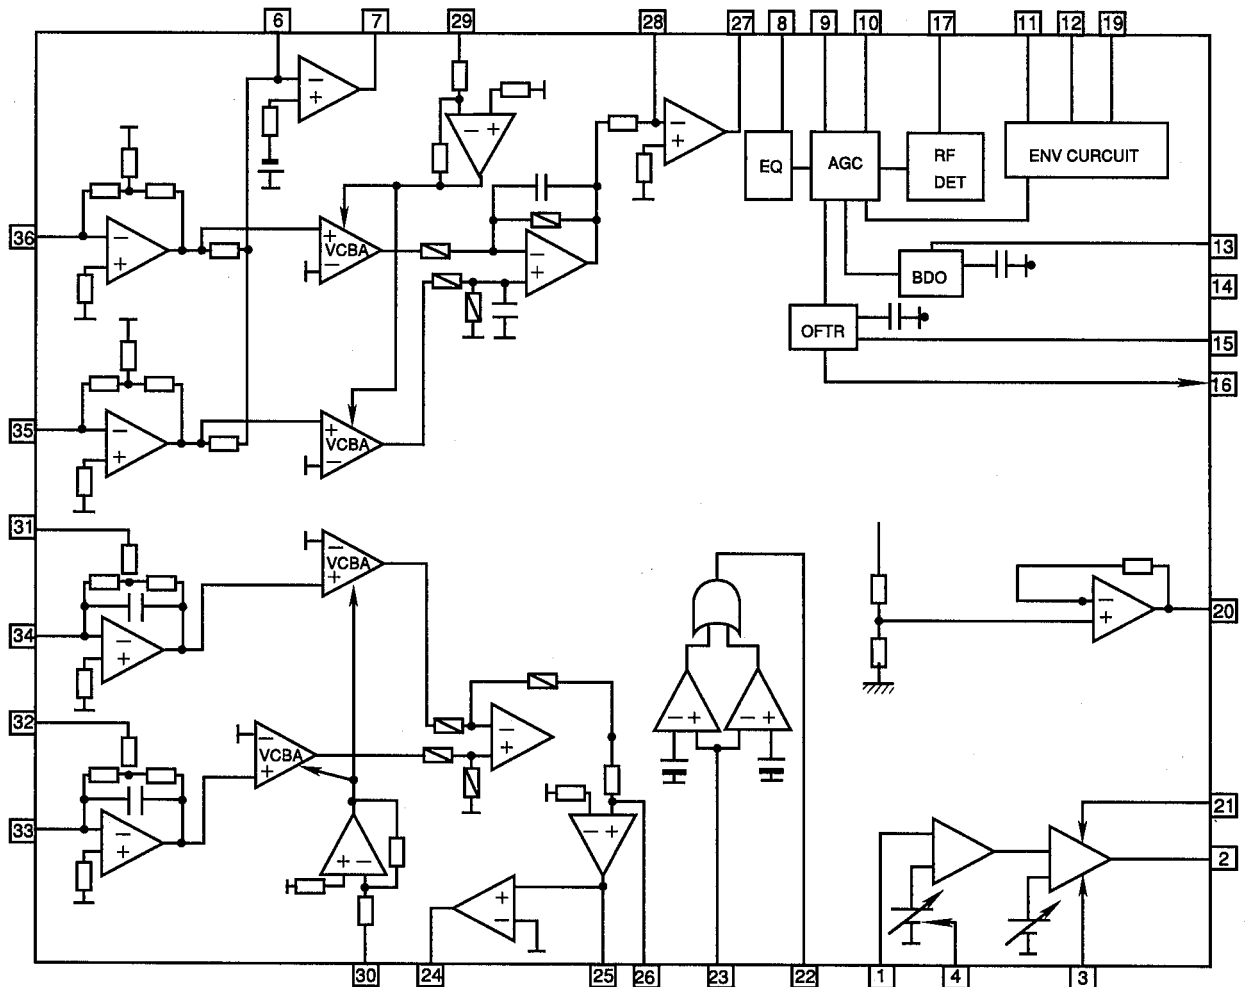 6 7 29 28 27 8 9 10 17 11 12 19
− +
− +
− +
EQ AGC RF DET ENV CURCUIT
36 − + + VCBA − − +
13
BDO
14
OFTR
15
16
35 − + + VCBA −
31
− VCBA +
34 − +
− +
20
32
− VCBA +
− +
− + − +
33 − +
− +
21
2
+ −
+ −
30 24 25 26 23 22 1 4 3